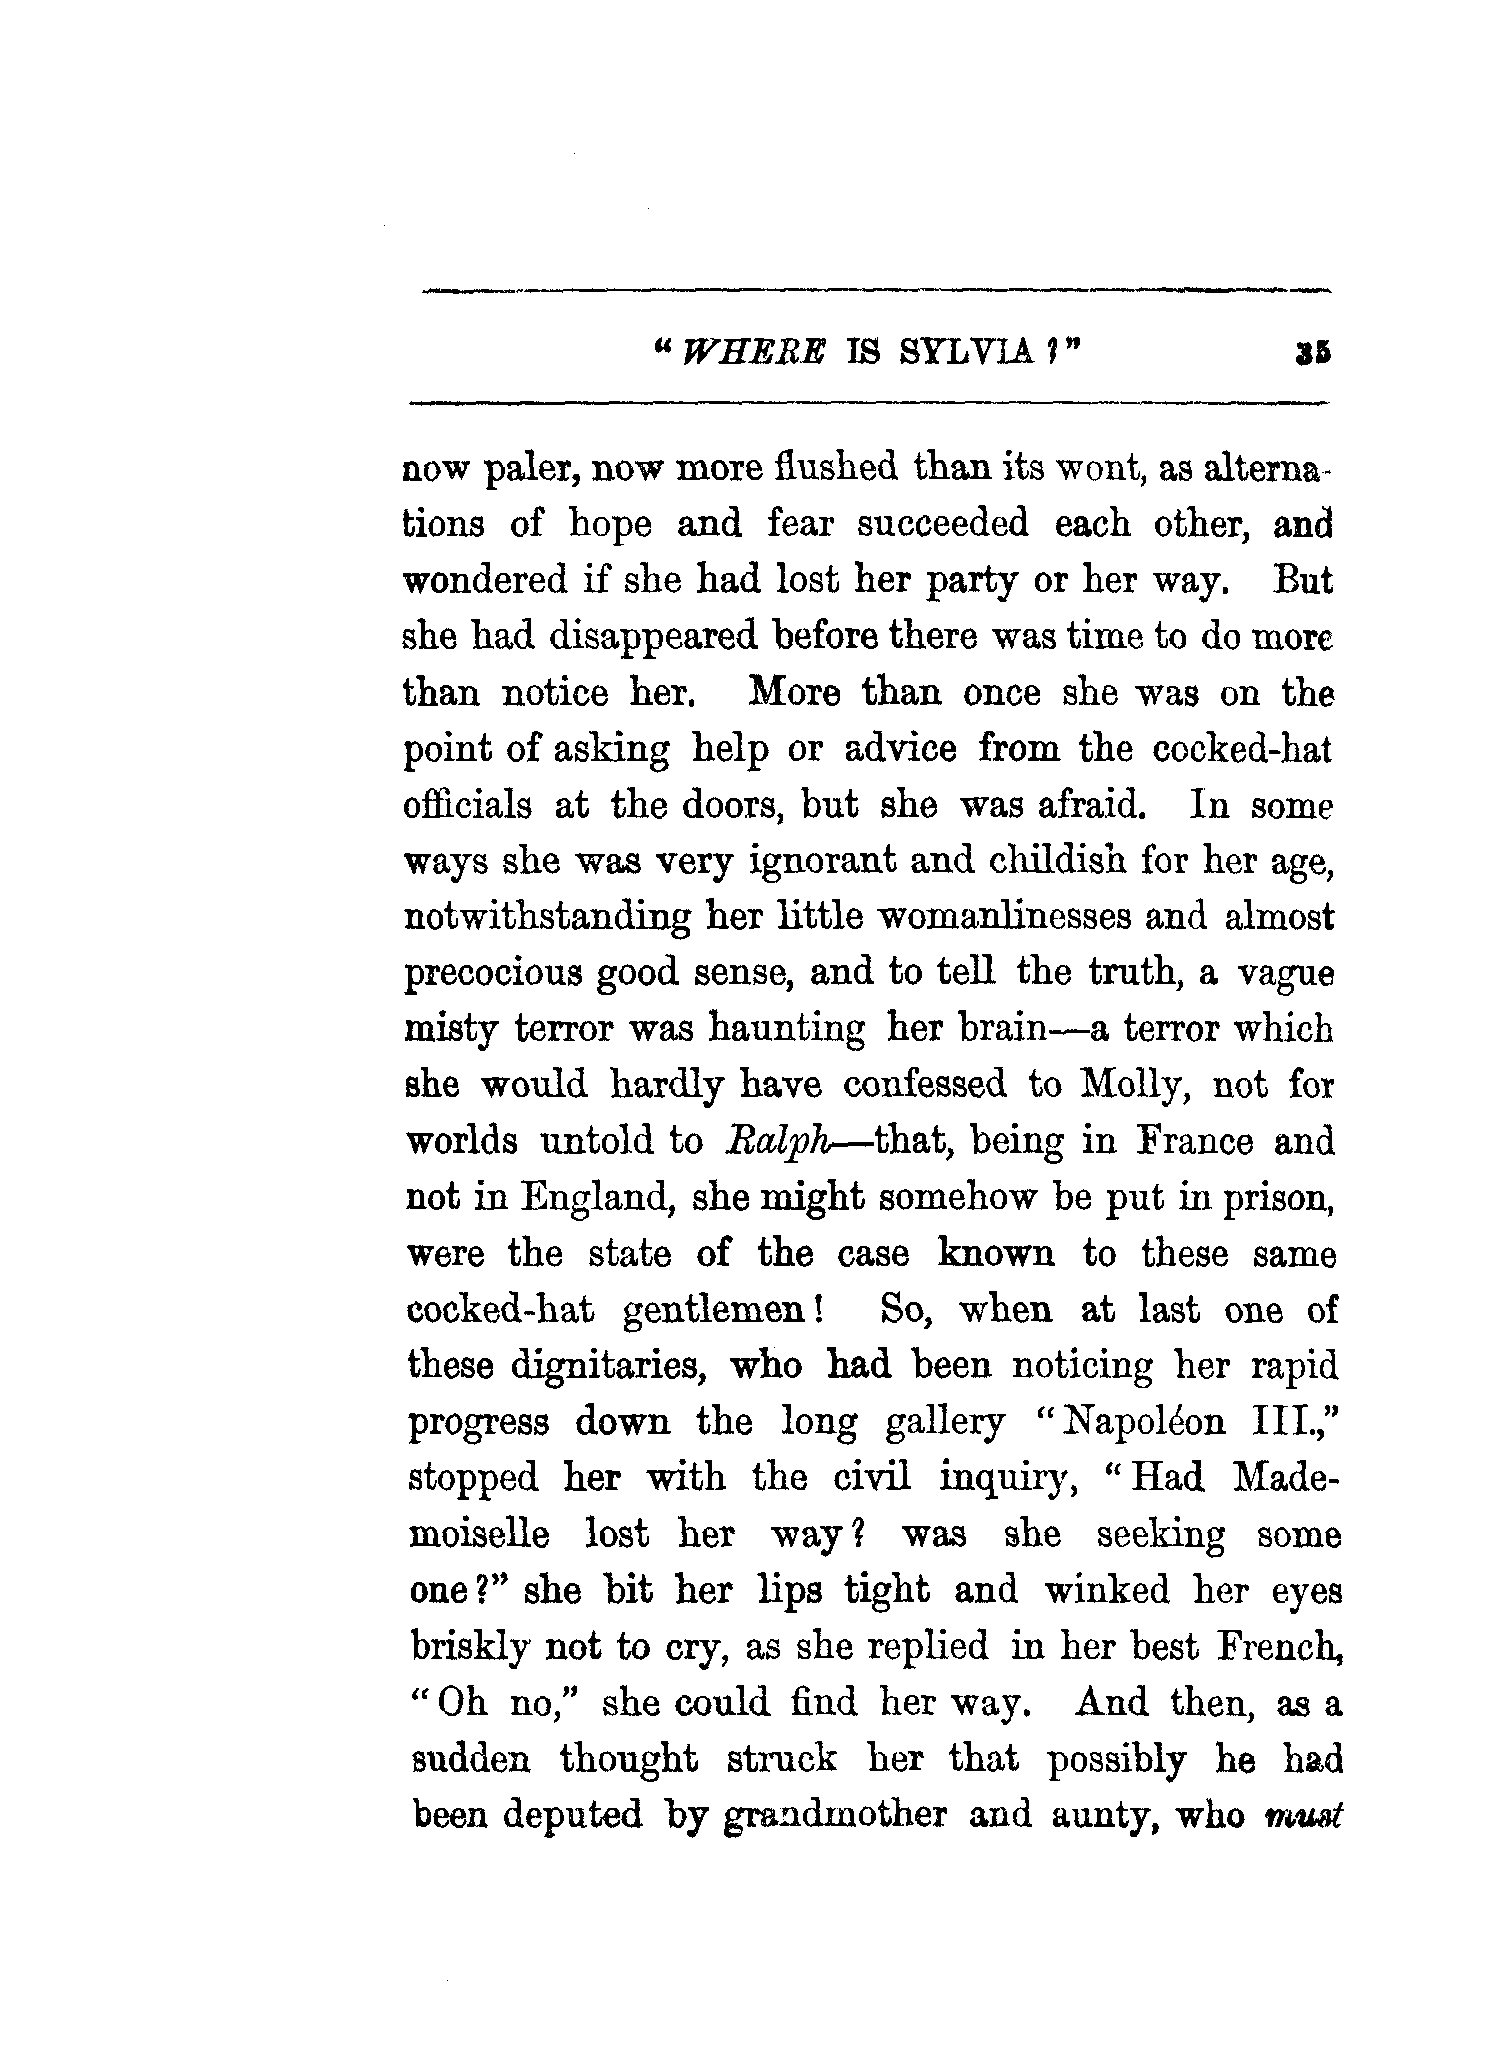 "WHERE IS SYLVIA?" 35
now paler, now more flushed than its wont, as alterna-
tions of hope and fear succeeded each other, and
wondered if she had lost her party or her way. But
she had disappeared before there was time to do more
than notice her. More than once she was on the
point of asking help or advice from the cocked-hat
officials at the doors, but she was afraid. In some
ways she was very ignorant and childish for her age,
notwithstanding her little womanlinesses and almost
precocious good sense, and to tell the truth, a vague
misty terror was haunting her brain—a terror which
she would hardly have confessed to Molly, not for
worlds untold to Ralph—that, being in France and
not in England, she might somehow be put in prison,
were the state of the case known to these same
cocked-hat gentlemen! So, when at last one of
these dignitaries, who had been noticing her rapid
progress down the long gallery "Napoléon III.,"
stopped her with the civil inquiry, "Had Made-
moiselle lost her way? was she seeking some
one?" she bit her lips tight and winked her eyes
briskly not to cry, as she replied in her best French,
"Oh no," she could find her way. And then, as a
sudden thought struck her that possibly he had
been deputed by grandmother and aunty, who must